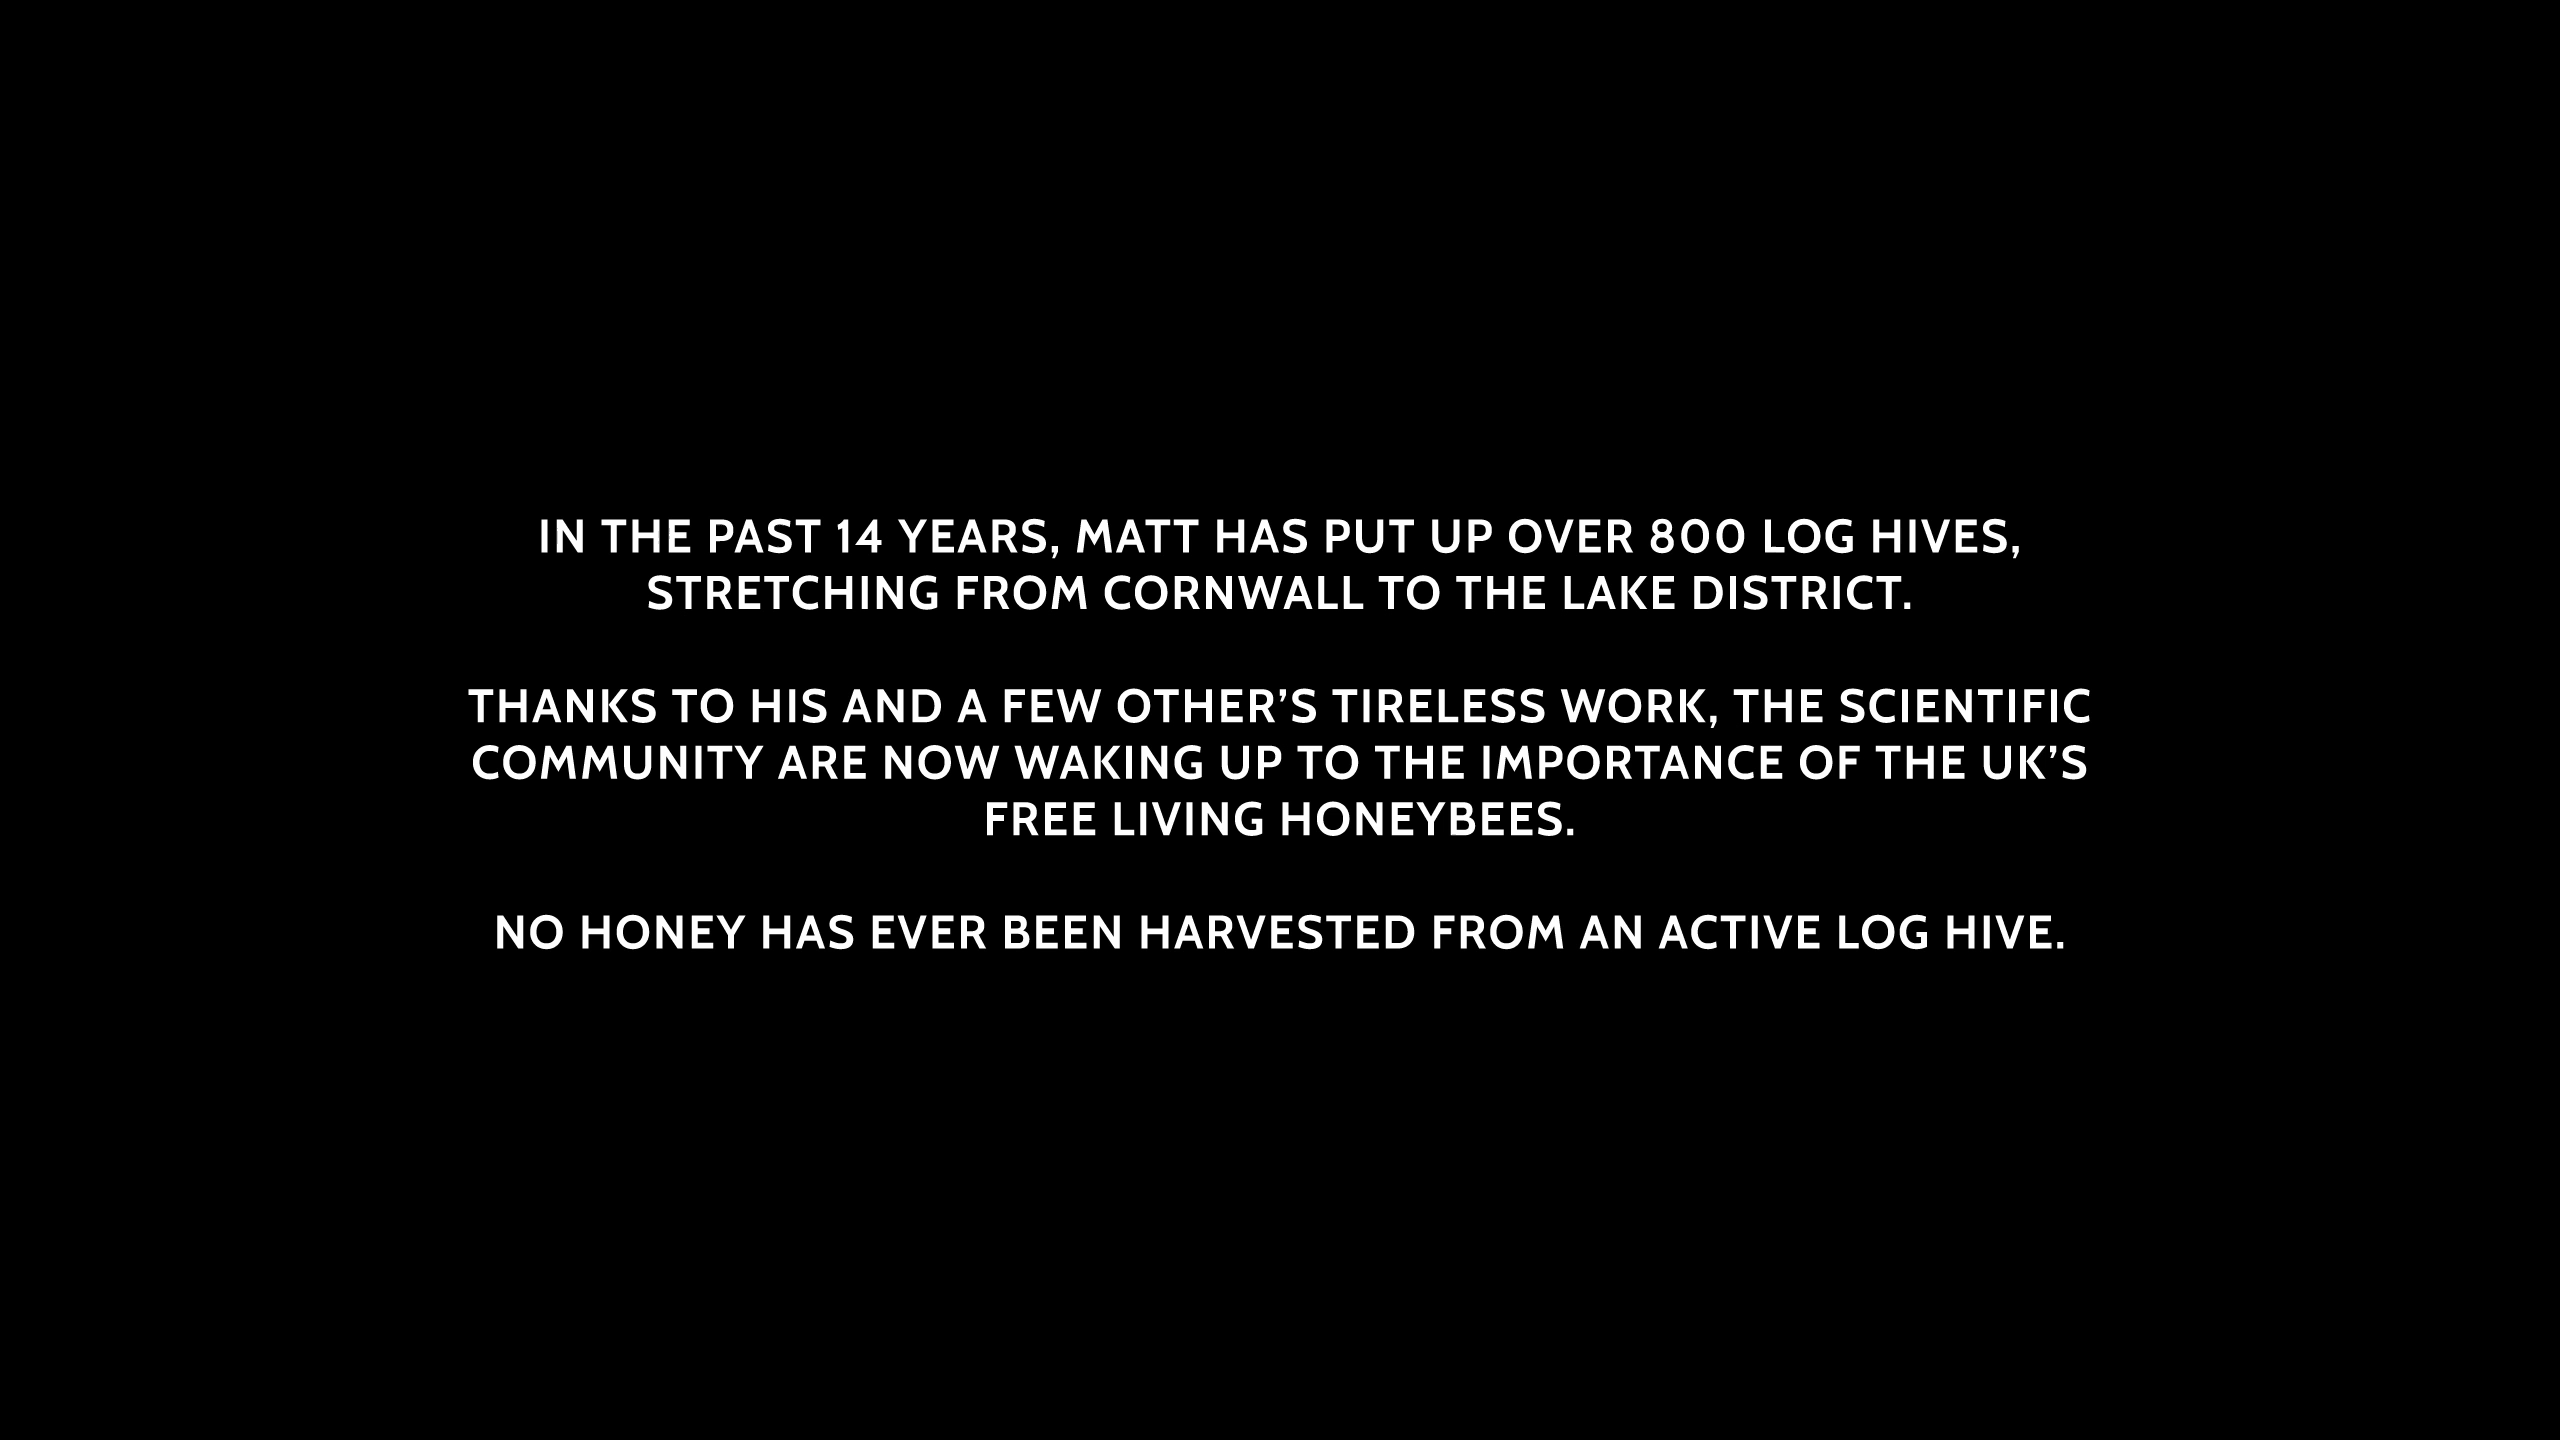 IN THE PAST 14 YEARS, MATT HAS PUT UP OVER 800 LOG HIVES,
STRETCHING FROM CORNWALL TO THE LAKE DISTRICT.
THANKS TO HIS AND A FEW OTHER’S TIRELESS WORK, THE SCIENTIFIC
COMMUNITY ARE NOW WAKING UP TO THE IMPORTANCE OF THE UK’S
FREE LIVING HONEYBEES.
NO HONEY HAS EVER BEEN HARVESTED FROM AN ACTIVE LOG HIVE.